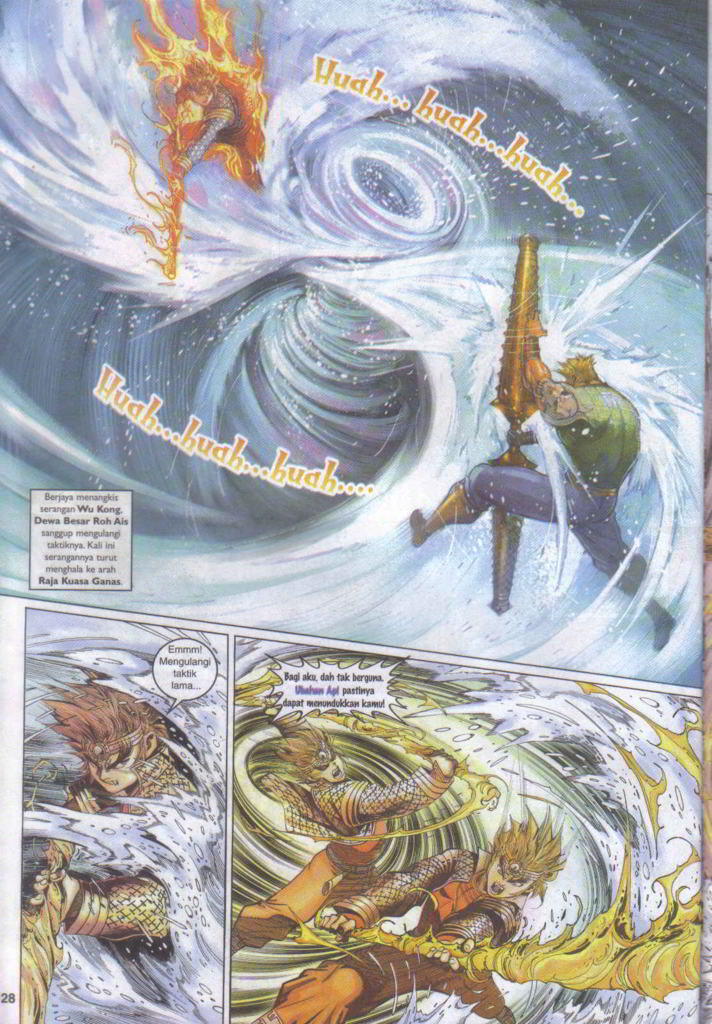 Huah... huah...huah...
Huah...huah...huah....
Berjaya menangkis
serangan Wu Kong,
Dewa Besar Roh Ais
sanggup mengulangi
taktiknya. Kali ini
serangannya turut
menghala ke arah
Raja Kuasa Ganas.
Emmm!
Mengulangi
taktik
lama...
Bagi aku, dah tak berguna.
Ubahan Api pastinya
dapat menundukkan kamu!
28